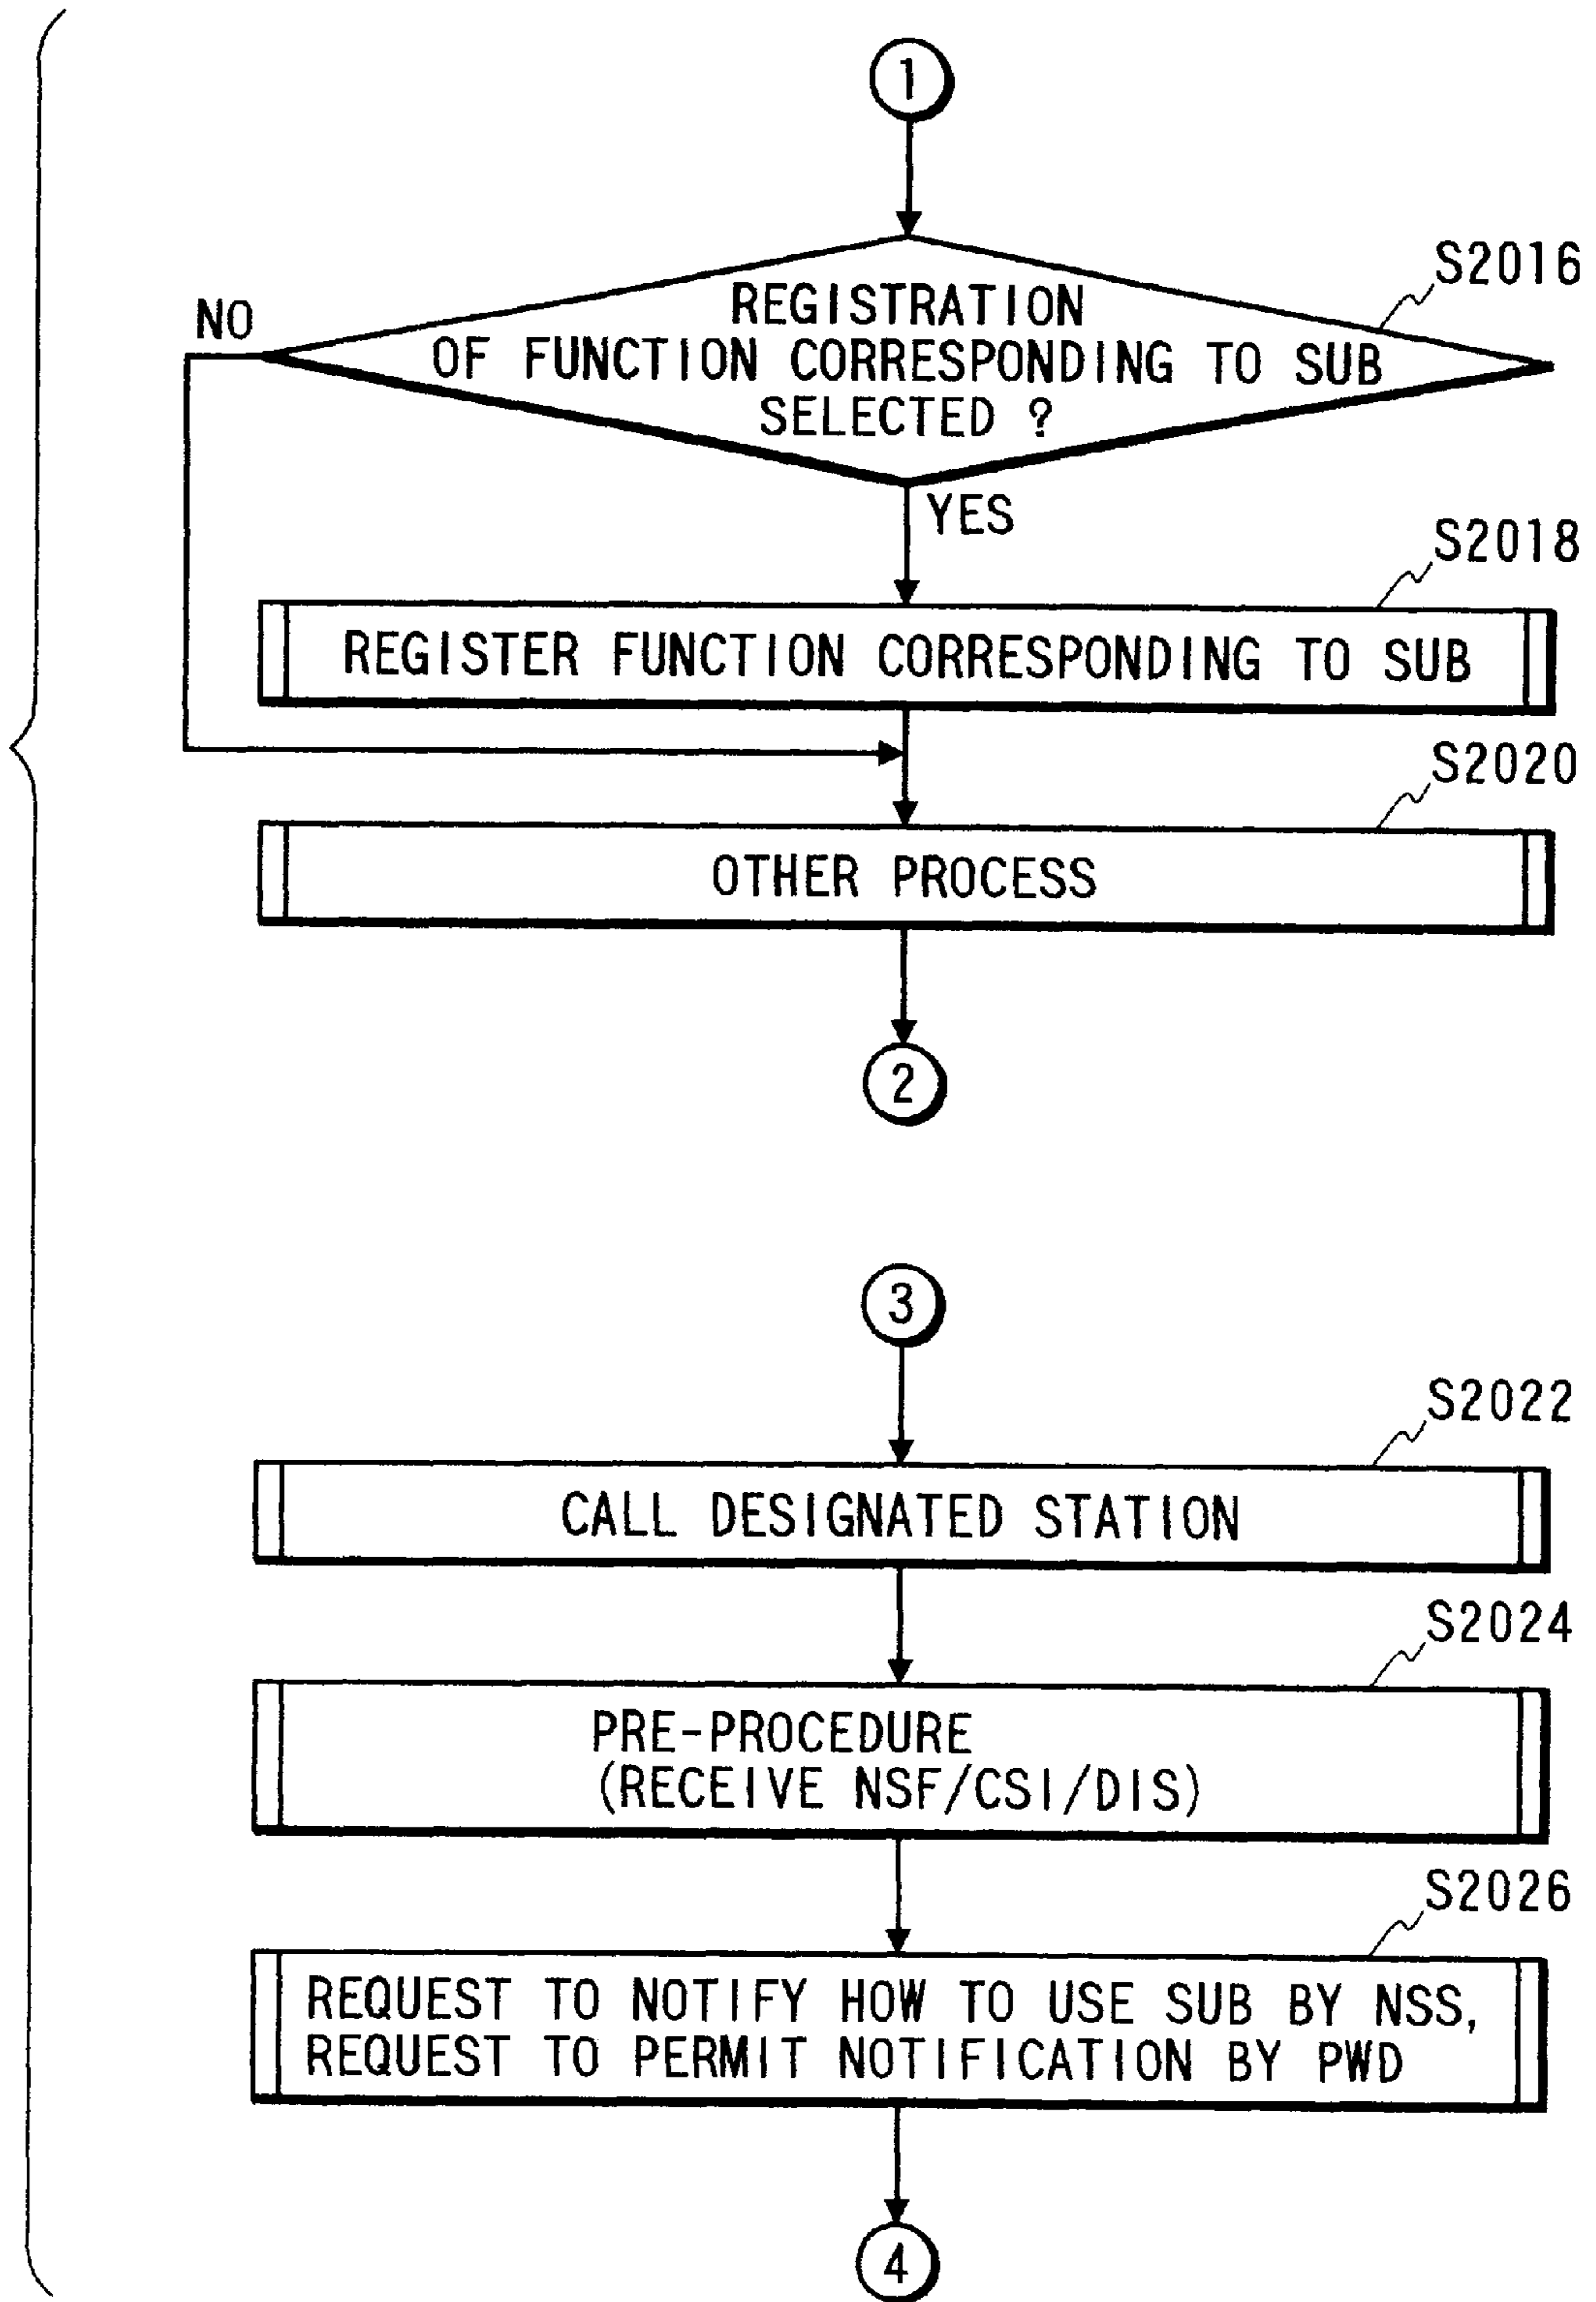 1
S2016
NO
REGISTRATION
OF FUNCTION CORRESPONDING TO SUB
SELECTED ?
YES
S2018
REGISTER FUNCTION CORRESPONDING TO SUB
S2020
OTHER PROCESS
2
3
S2022
CALL DESIGNATED STATION
S2024
PRE-PROCEDURE
(RECEIVE NSF/CSI/DIS)
S2026
REQUEST TO NOTIFY HOW TO USE SUB BY NSS,
REQUEST TO PERMIT NOTIFICATION BY PWD
4